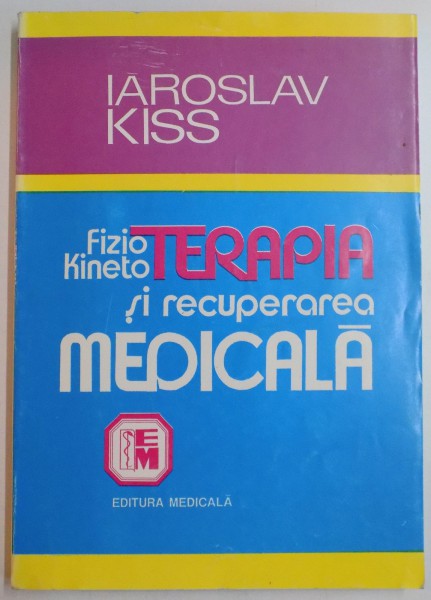 IAROSLAV
KISS
Fizio
Kineto TERAPIA
și recuperarea
MEDICALĂ
EM
EDITURA MEDICALĂ